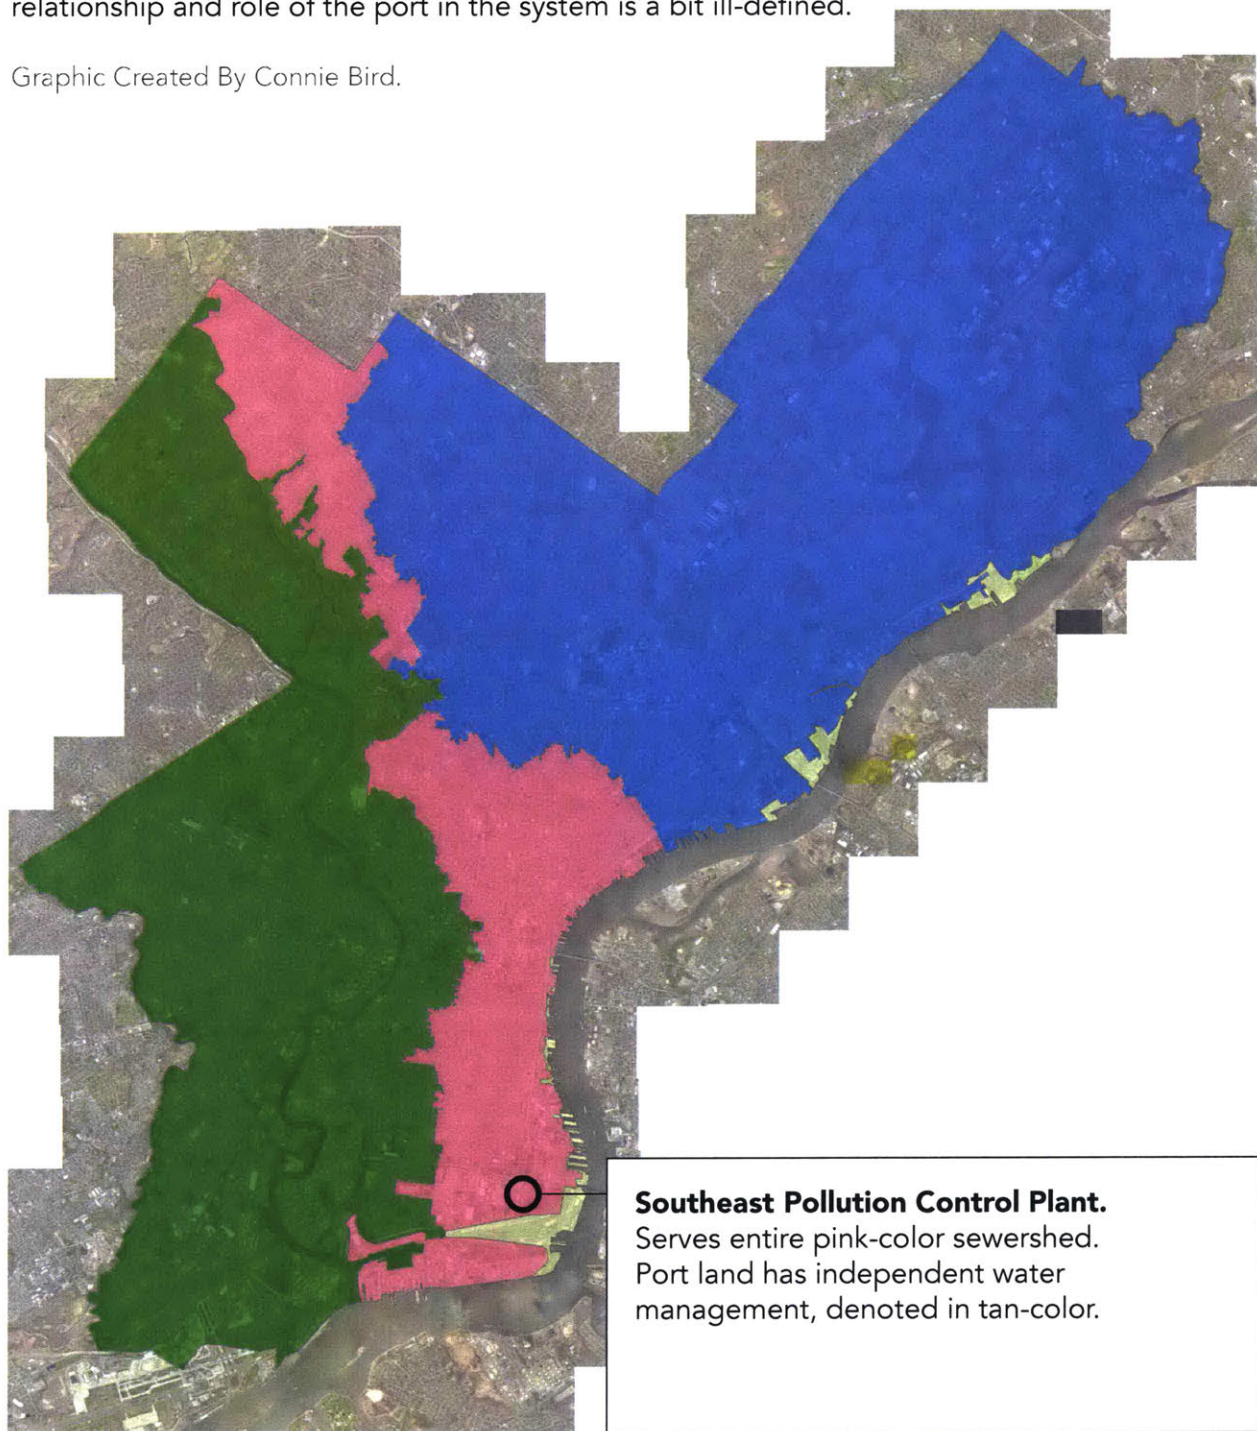 relationship and role of the port in the system is a bit ill-defined.
Graphic Created By Connie Bird.
Southeast Pollution Control Plant.
Serves entire pink-color sewershed.
Port land has independent water
management, denoted in tan-color.